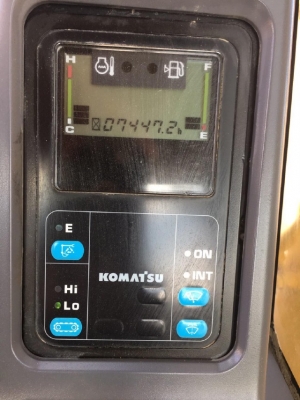 H F
C 07447.2h E
E
KOMATSU
ON
INT
Hi
Lo